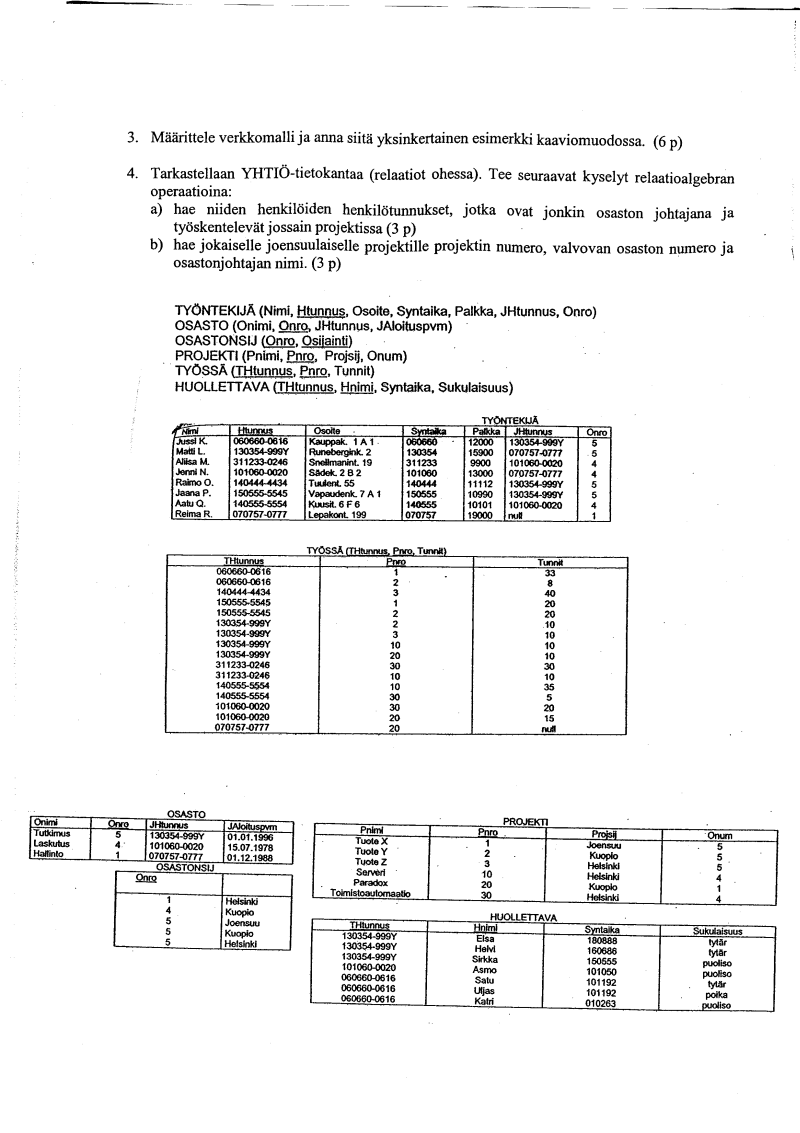 3. Määrittele verkkomalli ja anna siitä yksinkertainen esimerkki kaaviomuodossa. (6 p)
4. Tarkastellaan YHTIÖ-tietokantaa (relaatiot ohessa). Tee seuraavat kyselyt relaatioalgebran
operaatioina:
a) hae niiden henkilöiden henkilötunnukset, jotka ovat jonkin osaston johtajana ja
työskentelevät jossain projektissa (3 p)
b) hae jokaiselle joensuulaiselle projektille projektin numero, valvovan osaston numero ja
osastonjohtajan nimi. (3 p)
TYÖNTEKIJÄ (Nimi, Htunnus, Osoite, Syntaika, Palkka, JHtunnus, Onro)
OSASTO (Onimi, Onro, JHtunnus, JAloituspvm)
OSASTONSIJ (Onro, Osijainti)
PROJEKTI (Pnimi, Pnro, Projsij, Onum)
TYÖSSÄ (THtunnus, Pnro, Tunnit)
HUOLLETTAVA (THtunnus, Hnimi, Syntaika, Sukulaisuus)
TYÖNTEKIJÄ
Nimi Htunnus Osoite Syntaika Palkka JHtunnus Onro
Jussi K. 060660-0616 Kauppak. 1 A 1 060660 12000 130354-999Y 5
Matti L. 130354-999Y Runebergink. 2 130354 15900 070757-0777 5
Aliisa M. 311233-0246 Snellmanint. 19 311233 9900 101060-0020 4
Jenni N. 101060-0020 Sädek. 2 B 2 101060 13000 070757-0777 4
Raimo O. 140444-4434 Tuulent. 55 140444 11112 130354-999Y 5
Jaana P. 150555-5545 Vapaudenk. 7 A 1 150555 10990 130354-999Y 5
Aatu Q. 140555-5554 Kuusit. 6 F 6 140555 10101 101060-0020 4
Reima R. 070757-0777 Lepakont. 199 070757 19000 null 1
TYÖSSÄ (THtunnus, Pnro, Tunnit)
THtunnus Pnro Tunnit
060660-0616 1 33
060660-0616 2 8
140444-4434 3 40
150555-5545 1 20
150555-5545 2 20
130354-999Y 2 10
130354-999Y 3 10
130354-999Y 10 10
130354-999Y 20 10
311233-0246 30 30
311233-0246 10 10
140555-5554 10 35
140555-5554 30 5
101060-0020 30 20
101060-0020 20 15
070757-0777 20 null
OSASTO
Onimi Onro JHtunnus JAloituspvm
Tutkimus 5 130354-999Y 01.01.1996
Laskutus 4 101060-0020 15.07.1978
Hallinto 1 070757-0777 01.12.1988
OSASTONSIJ
Onro
1 Helsinki
4 Kuopio
5 Joensuu
5 Kuopio
5 Helsinki
PROJEKTI
Pnimi Pnro Projsij Onum
Tuote X 1 Joensuu 5
Tuote Y 2 Kuopio 5
Tuote Z 3 Helsinki 5
Serveri 10 Helsinki 4
Paradox 20 Kuopio 1
Toimistoautomaatio 30 Helsinki 4
HUOLLETTAVA
THtunnus Hnimi Syntaika Sukulaisuus
130354-999Y Elsa 180888 tytär
130354-999Y Helvi 160686 tytär
130354-999Y Sirkka 150555 puoliso
101060-0020 Asmo 101050 puoliso
060660-0616 Satu 101192 tytär
060660-0616 Uljas 101192 poika
060660-0616 Katri 010263 puoliso